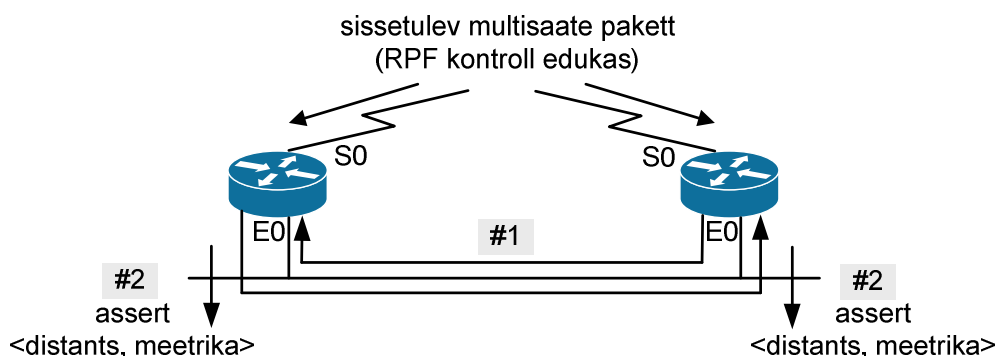 sissetulev multisaate pakett
(RPF kontroll edukas)
S0
S0
E0
#1
E0
#2
assert
<distants, meetrika>
#2
assert
<distants, meetrika>